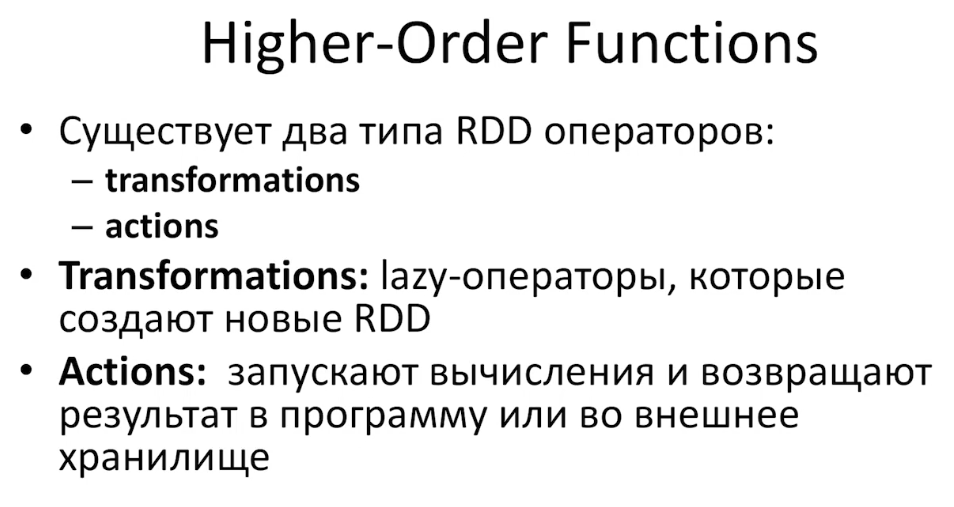 Higher-Order Functions
• Существует два типа RDD операторов:
– transformations
– actions
• Transformations: lazy-операторы, которые
создают новые RDD
• Actions: запускают вычисления и возвращают
результат в программу или во внешнее
хранилище